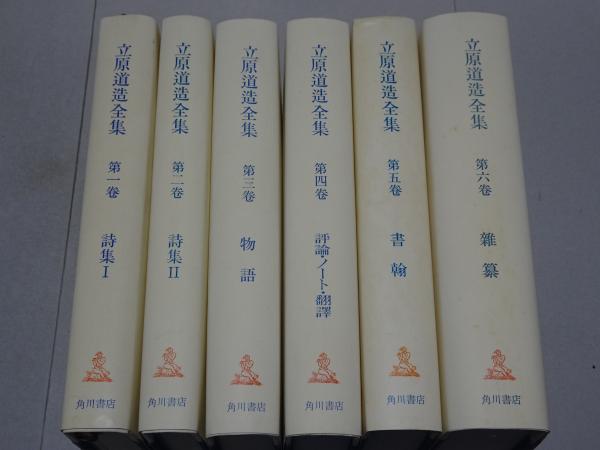 立原道造全集
第一巻
詩集I
角川書店
立原道造全集
第二巻
詩集II
角川書店
立原道造全集
第三巻
物語
角川書店
立原道造全集
第四巻
評論・ノート・翻譯
角川書店
立原道造全集
第五巻
書翰
角川書店
立原道造全集
第六巻
雜纂
角川書店